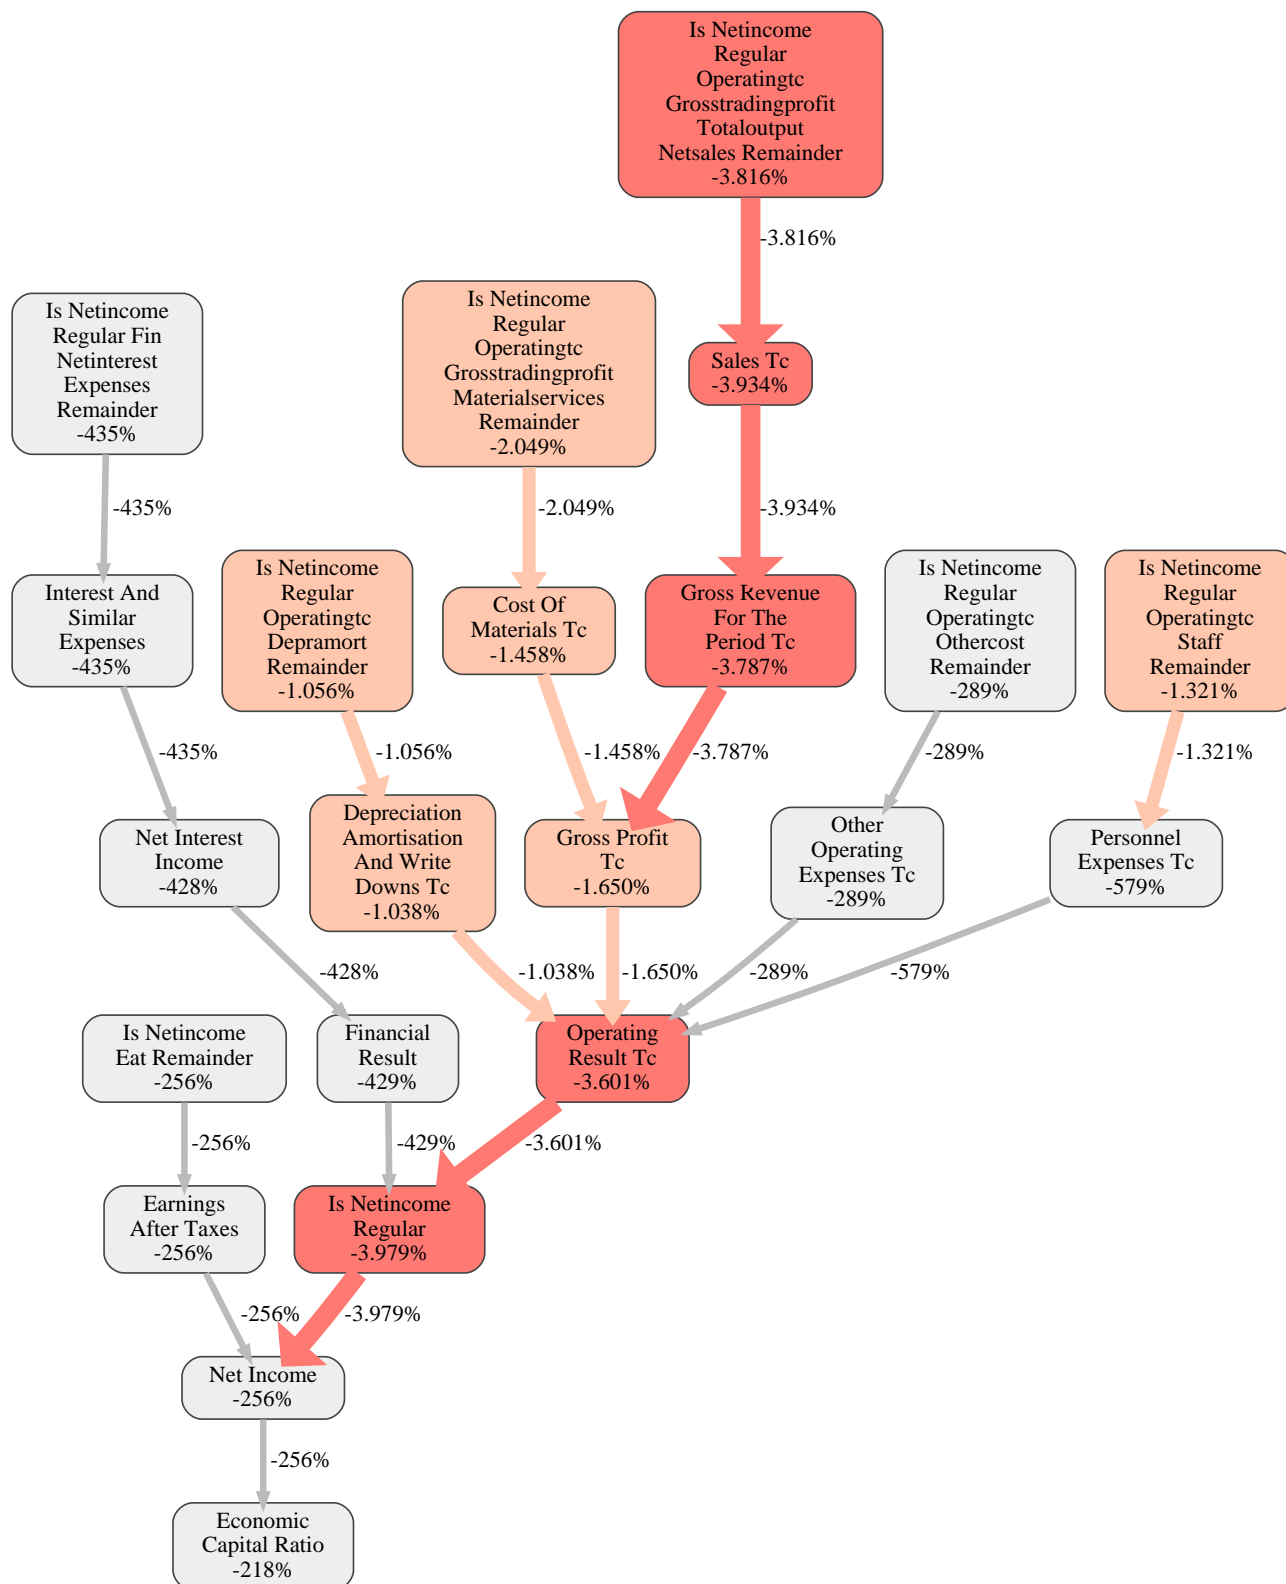 Is Netincome
Regular
Operatingtc
Grosstradingprofit
Totaloutput
Netsales Remainder
-3.816%
-3.816%
Is Netincome
Regular Fin
Netinterest
Expenses
Remainder
-435%
Is Netincome
Regular
Operatingtc
Grosstradingprofit
Materialservices
Remainder
-2.049%
Sales Tc
-3.934%
-435%
-2.049%
-3.934%
Interest And
Similar
Expenses
-435%
Is Netincome
Regular
Operatingtc
Depramort
Remainder
-1.056%
Cost Of
Materials Tc
-1.458%
Gross Revenue
For The
Period Tc
-3.787%
Is Netincome
Regular
Operatingtc
Othercost
Remainder
-289%
Is Netincome
Regular
Operatingtc
Staff
Remainder
-1.321%
-435%
-1.056%
-1.458%
-3.787%
-289%
-1.321%
Net Interest
Income
-428%
Depreciation
Amortisation
And Write
Downs Tc
-1.038%
Gross Profit
Tc
-1.650%
Other
Operating
Expenses Tc
-289%
Personnel
Expenses Tc
-579%
-428%
-1.038%
-1.650%
-289%
-579%
Is Netincome
Eat Remainder
-256%
Financial
Result
-429%
Operating
Result Tc
-3.601%
-256%
-429%
-3.601%
Earnings
After Taxes
-256%
Is Netincome
Regular
-3.979%
-256%
-3.979%
Net Income
-256%
-256%
Economic
Capital Ratio
-218%